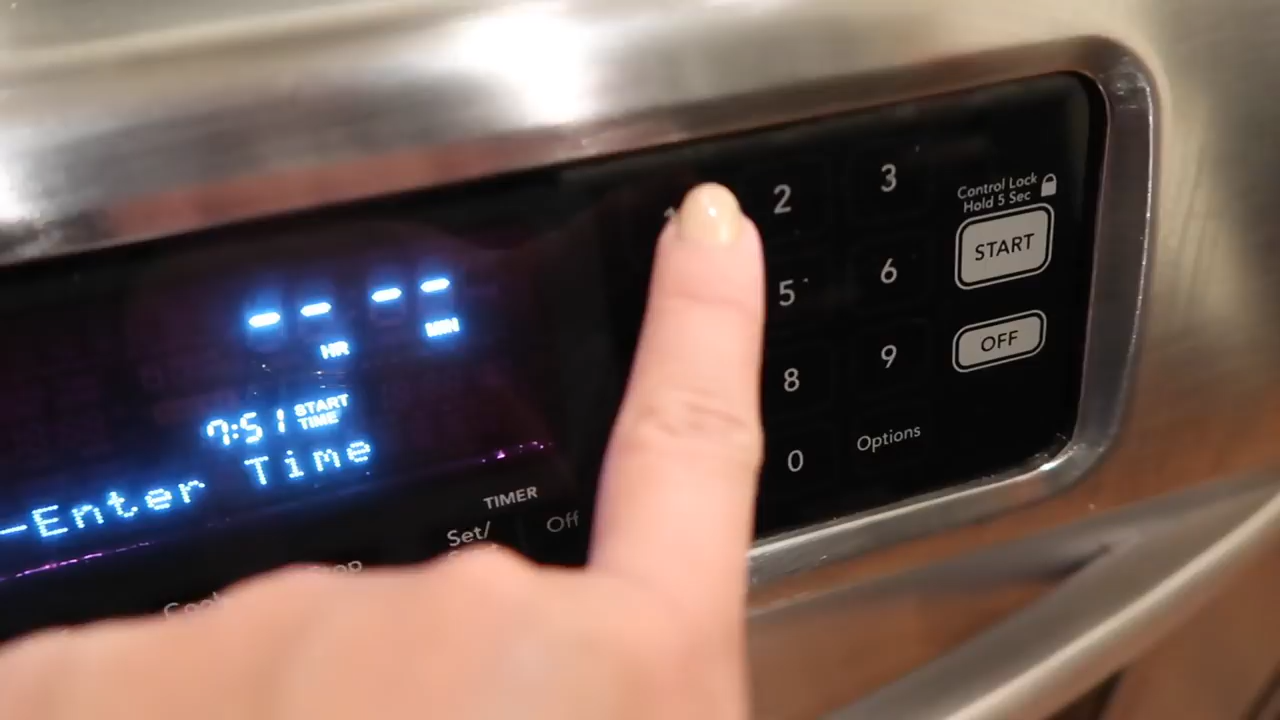 -- --
HR MIN
7:51 START TIME
-Enter Time
TIMER
Set/
Off
1 2 3
5 6
8 9
0 Options
Control Lock
Hold 5 Sec
START
OFF